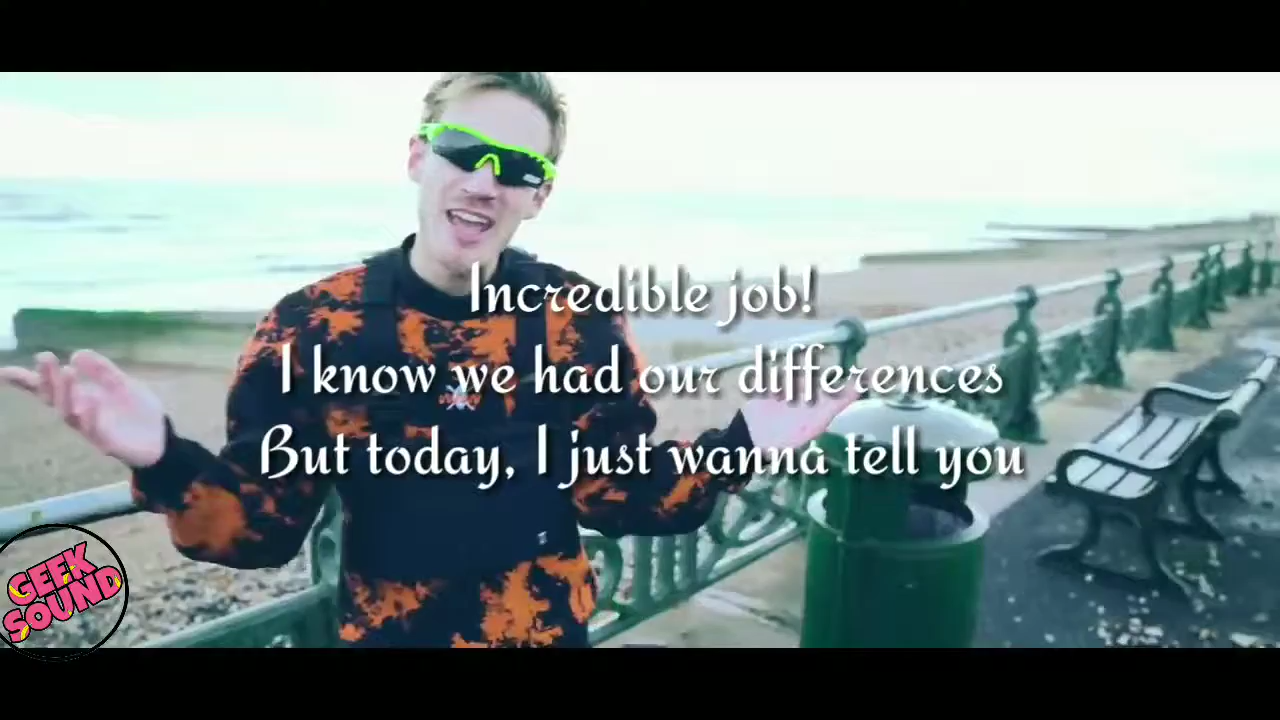 Incredible job!
I know we had our differences
But today, I just wanna tell you
GEEK
SOUND